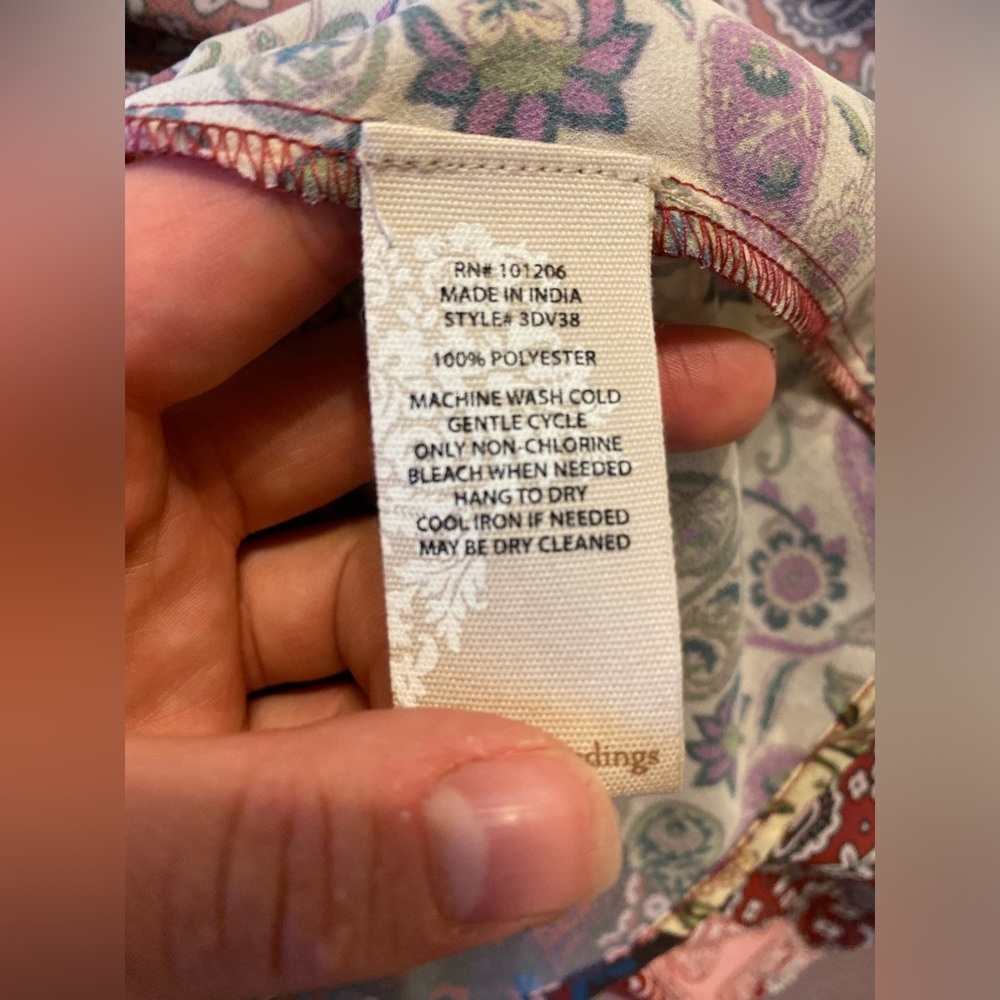 RN# 101206
MADE IN INDIA
STYLE# 3DV38
100% POLYESTER
MACHINE WASH COLD
GENTLE CYCLE
ONLY NON-CHLORINE
BLEACH WHEN NEEDED
HANG TO DRY
COOL IRON IF NEEDED
MAY BE DRY CLEANED